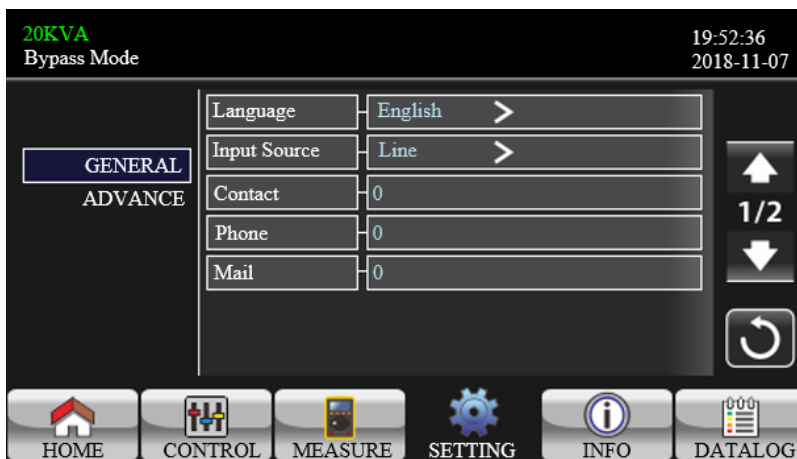 20KVA
Bypass Mode
19:52:36
2018-11-07
GENERAL
ADVANCE
Language English
Input Source Line
Contact 0
Phone 0
Mail 0
1/2
HOME CONTROL MEASURE SETTING INFO DATALOG